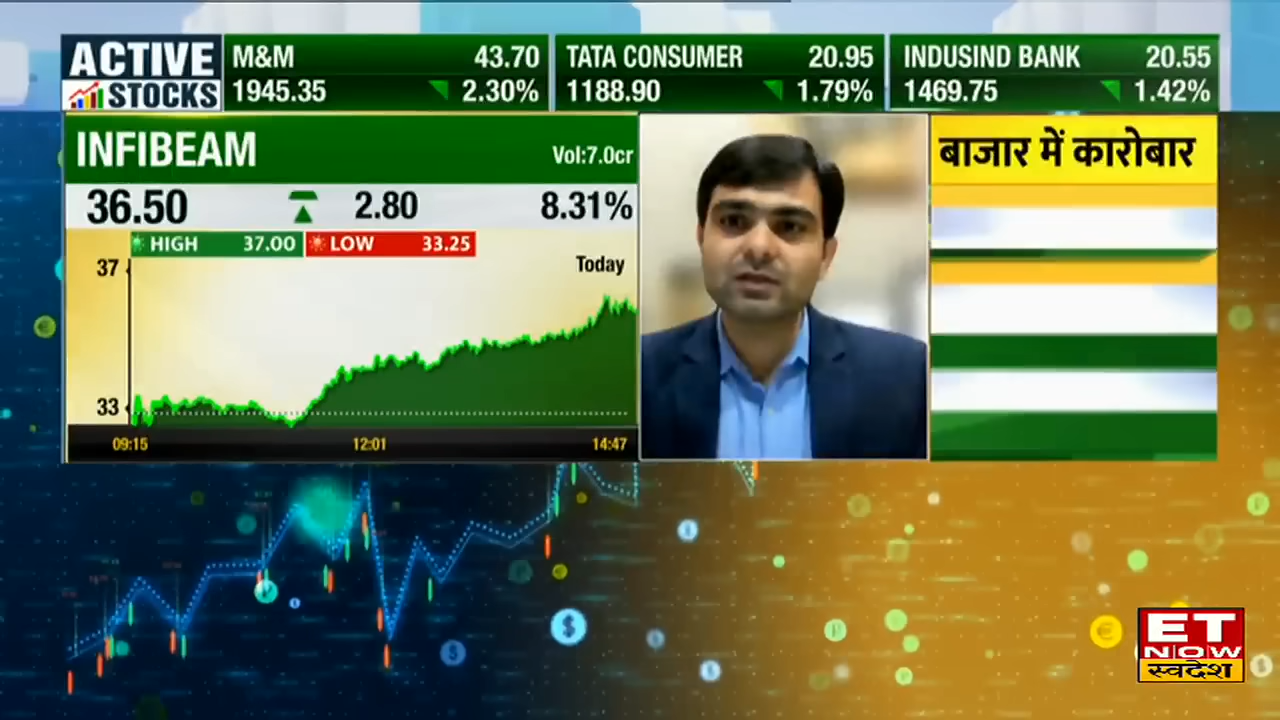 ACTIVE STOCKS
M&M 43.70
1945.35 2.30%
TATA CONSUMER 20.95
1188.90 1.79%
INDUSIND BANK 20.55
1469.75 1.42%
INFIBEAM Vol:7.0cr
36.50 2.80 8.31%
HIGH 37.00 LOW 33.25
Today
37
33
09:15 12:01 14:47
बाजार में कारोबार
ET
NOW
स्वदेश